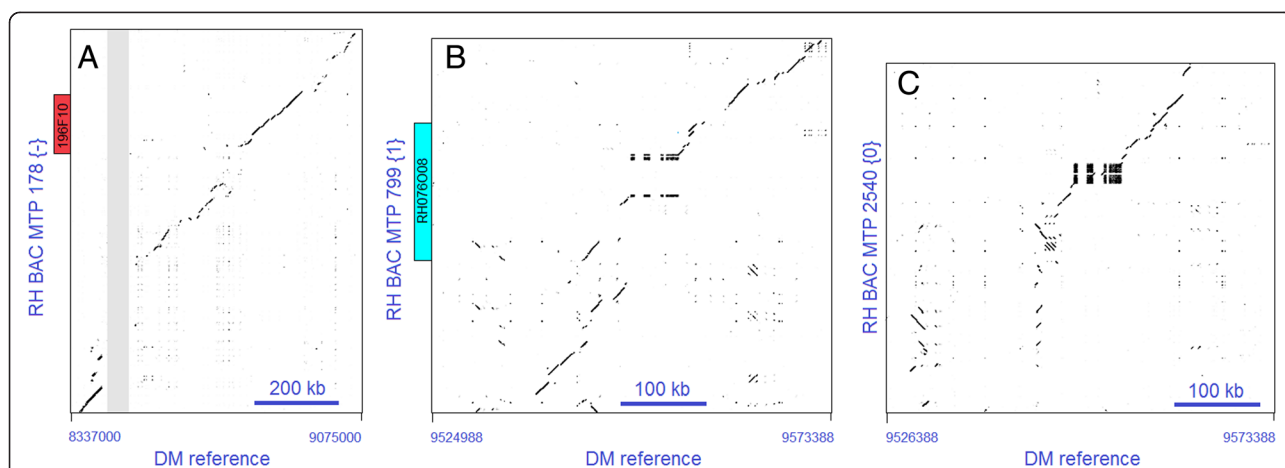 A
196F10
RH BAC MTP 178 {-}
200 kb
8337000
9075000
DM reference
B
RH076O08
RH BAC MTP 799 {1}
100 kb
9524988
9573388
DM reference
C
RH BAC MTP 2540 {0}
100 kb
9526388
9573388
DM reference